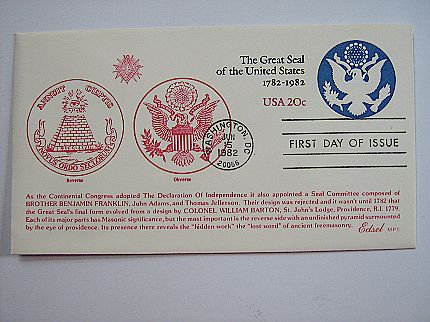 The Great Seal
of the United States
1782-1982
USA 20c
ANNUIT COEPTIS
NOVUS ORDO SECLORUM
Reverse
Obverse
WASHINGTON, DC
JUN
15
1982
20066
FIRST DAY OF ISSUE
As the Continental Congress adopted The Declaration Of Independence it also appointed a Seal Committee composed of
BROTHER BENJAMIN FRANKLIN, John Adams, and Thomas Jefferson. Their design was rejected and it wasn't until 1782 that
the Great Seal's final form evolved from a design by COLONEL WILLIAM BARTON, St. John's Lodge, Providence, R.I. 1779.
Each of its major parts has Masonic significance, but the most important is the reverse side with an unfinished pyramid surmounted
by the eye of providence. Its presence there reveals the "hidden work" the "lost word" of ancient freemasonry.
Edsel MPS